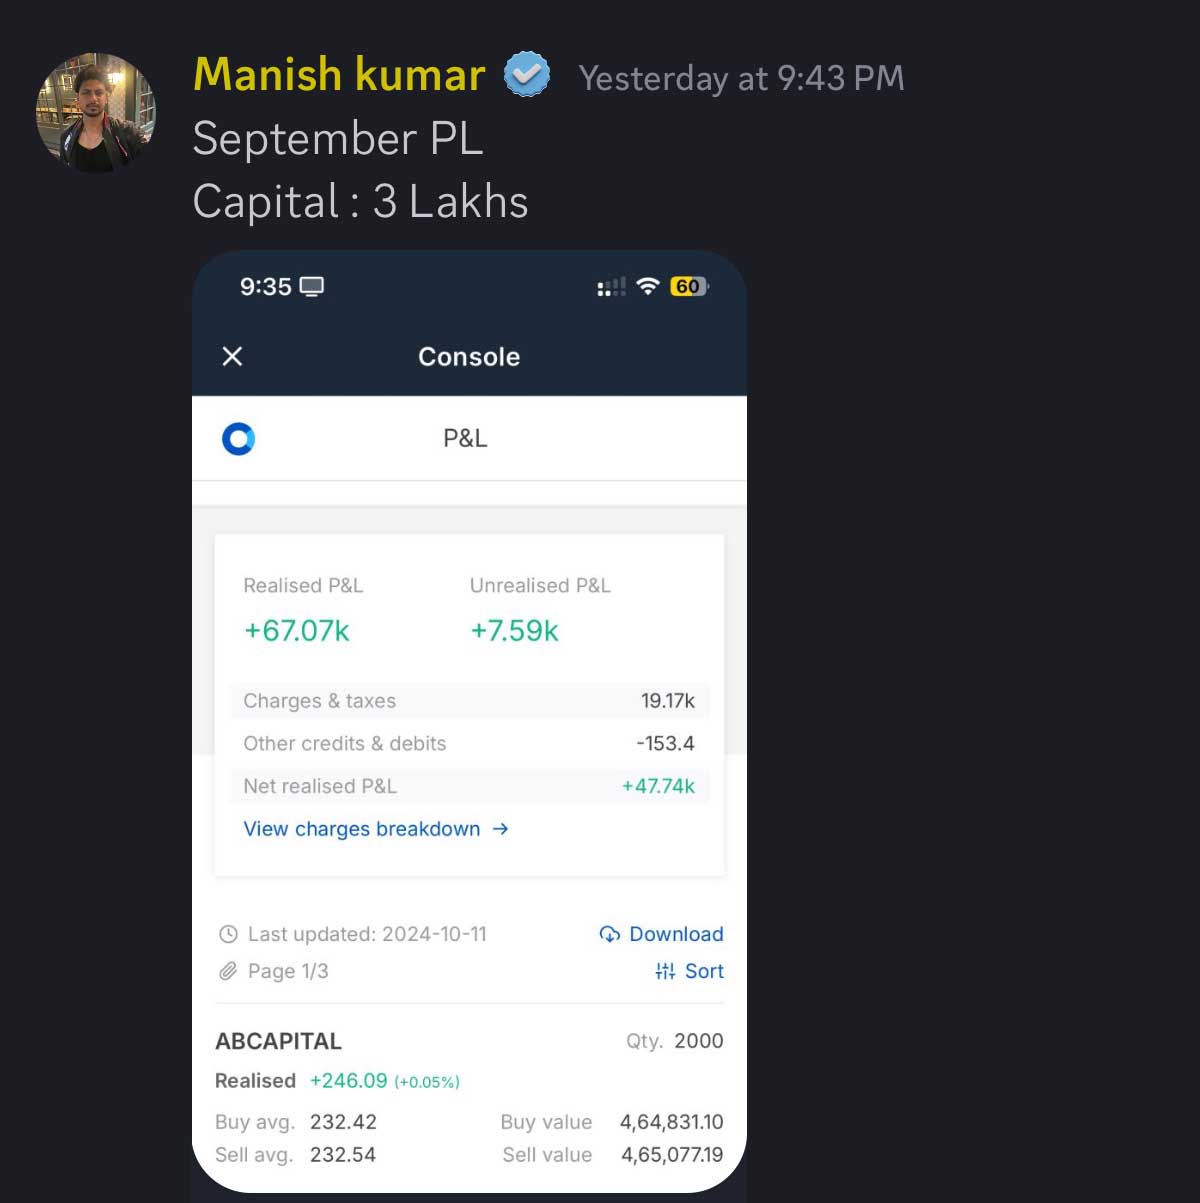 Manish kumar Yesterday at 9:43 PM
September PL
Capital : 3 Lakhs
9:35 60
Console
P&L
Realised P&L Unrealised P&L
+67.07k +7.59k
Charges & taxes 19.17k
Other credits & debits -153.4
Net realised P&L +47.74k
View charges breakdown →
Last updated: 2024-10-11 Download
Page 1/3 Sort
ABCAPITAL Qty. 2000
Realised +246.09 (+0.05%)
Buy avg. 232.42 Buy value 4,64,831.10
Sell avg. 232.54 Sell value 4,65,077.19